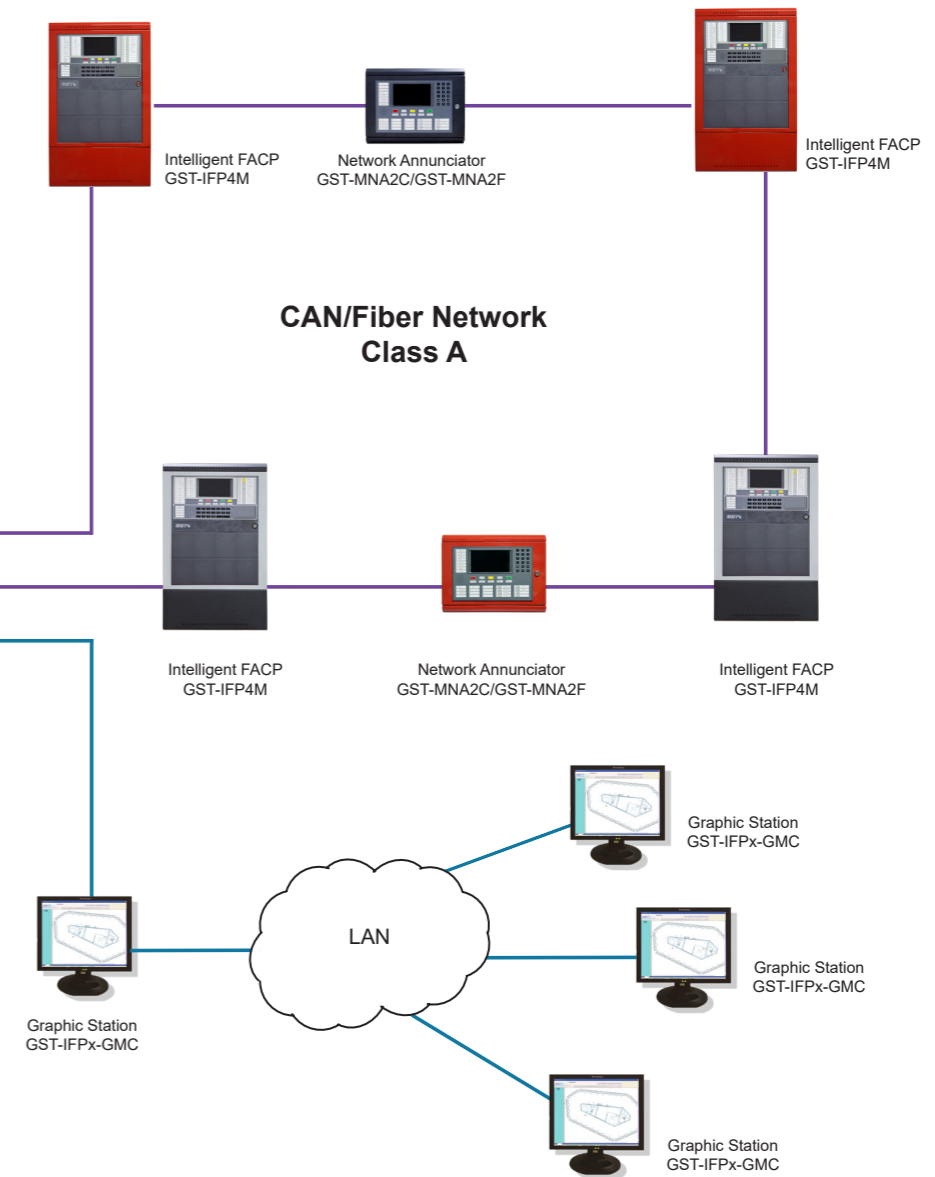 Intelligent FACP
GST-IFP4M
Network Annunciator
GST-MNA2C/GST-MNA2F
Intelligent FACP
GST-IFP4M
CAN/Fiber Network
Class A
Intelligent FACP
GST-IFP4M
Network Annunciator
GST-MNA2C/GST-MNA2F
Intelligent FACP
GST-IFP4M
Graphic Station
GST-IFPx-GMC
LAN
Graphic Station
GST-IFPx-GMC
Graphic Station
GST-IFPx-GMC
Graphic Station
GST-IFPx-GMC